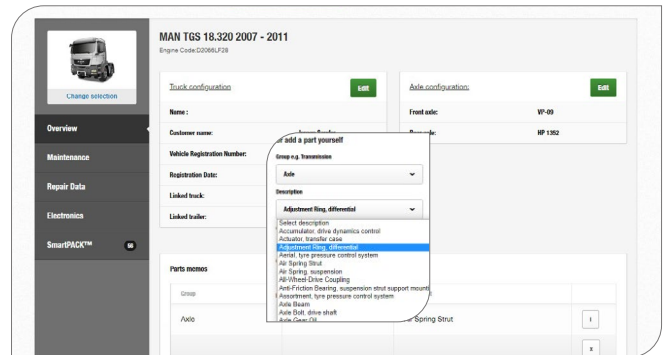 MAN TGS 18.320 2007 - 2011
Engine Code:D2066LF28
Change selection
Overview
Maintenance
Repair Data
Electronics
SmartPACK™ 56
Truck configuration Edit
Name :
Customer name:
Vehicle Registration Number:
Registration Date:
Linked truck:
Linked trailer:
Axle configuration: Edit
Front axle: VP-09
HP 1352
or add a part yourself
Group e.g. Transmission
Axle
Description
Adjustment Ring, differential
Select description
Accumulator, drive dynamics control
Actuator, transfer case
Adjustment Ring, differential
Aerial, tyre pressure control system
Air Spring Strut
Air Spring, suspension
All-Wheel-Drive Coupling
Anti-Friction Bearing, suspension strut support mounti
Assortment, tyre pressure control system
Axle Beam
Axle Bolt, drive shaft
Axle Gear Oil
Parts memos
Group
Axle Spring Strut